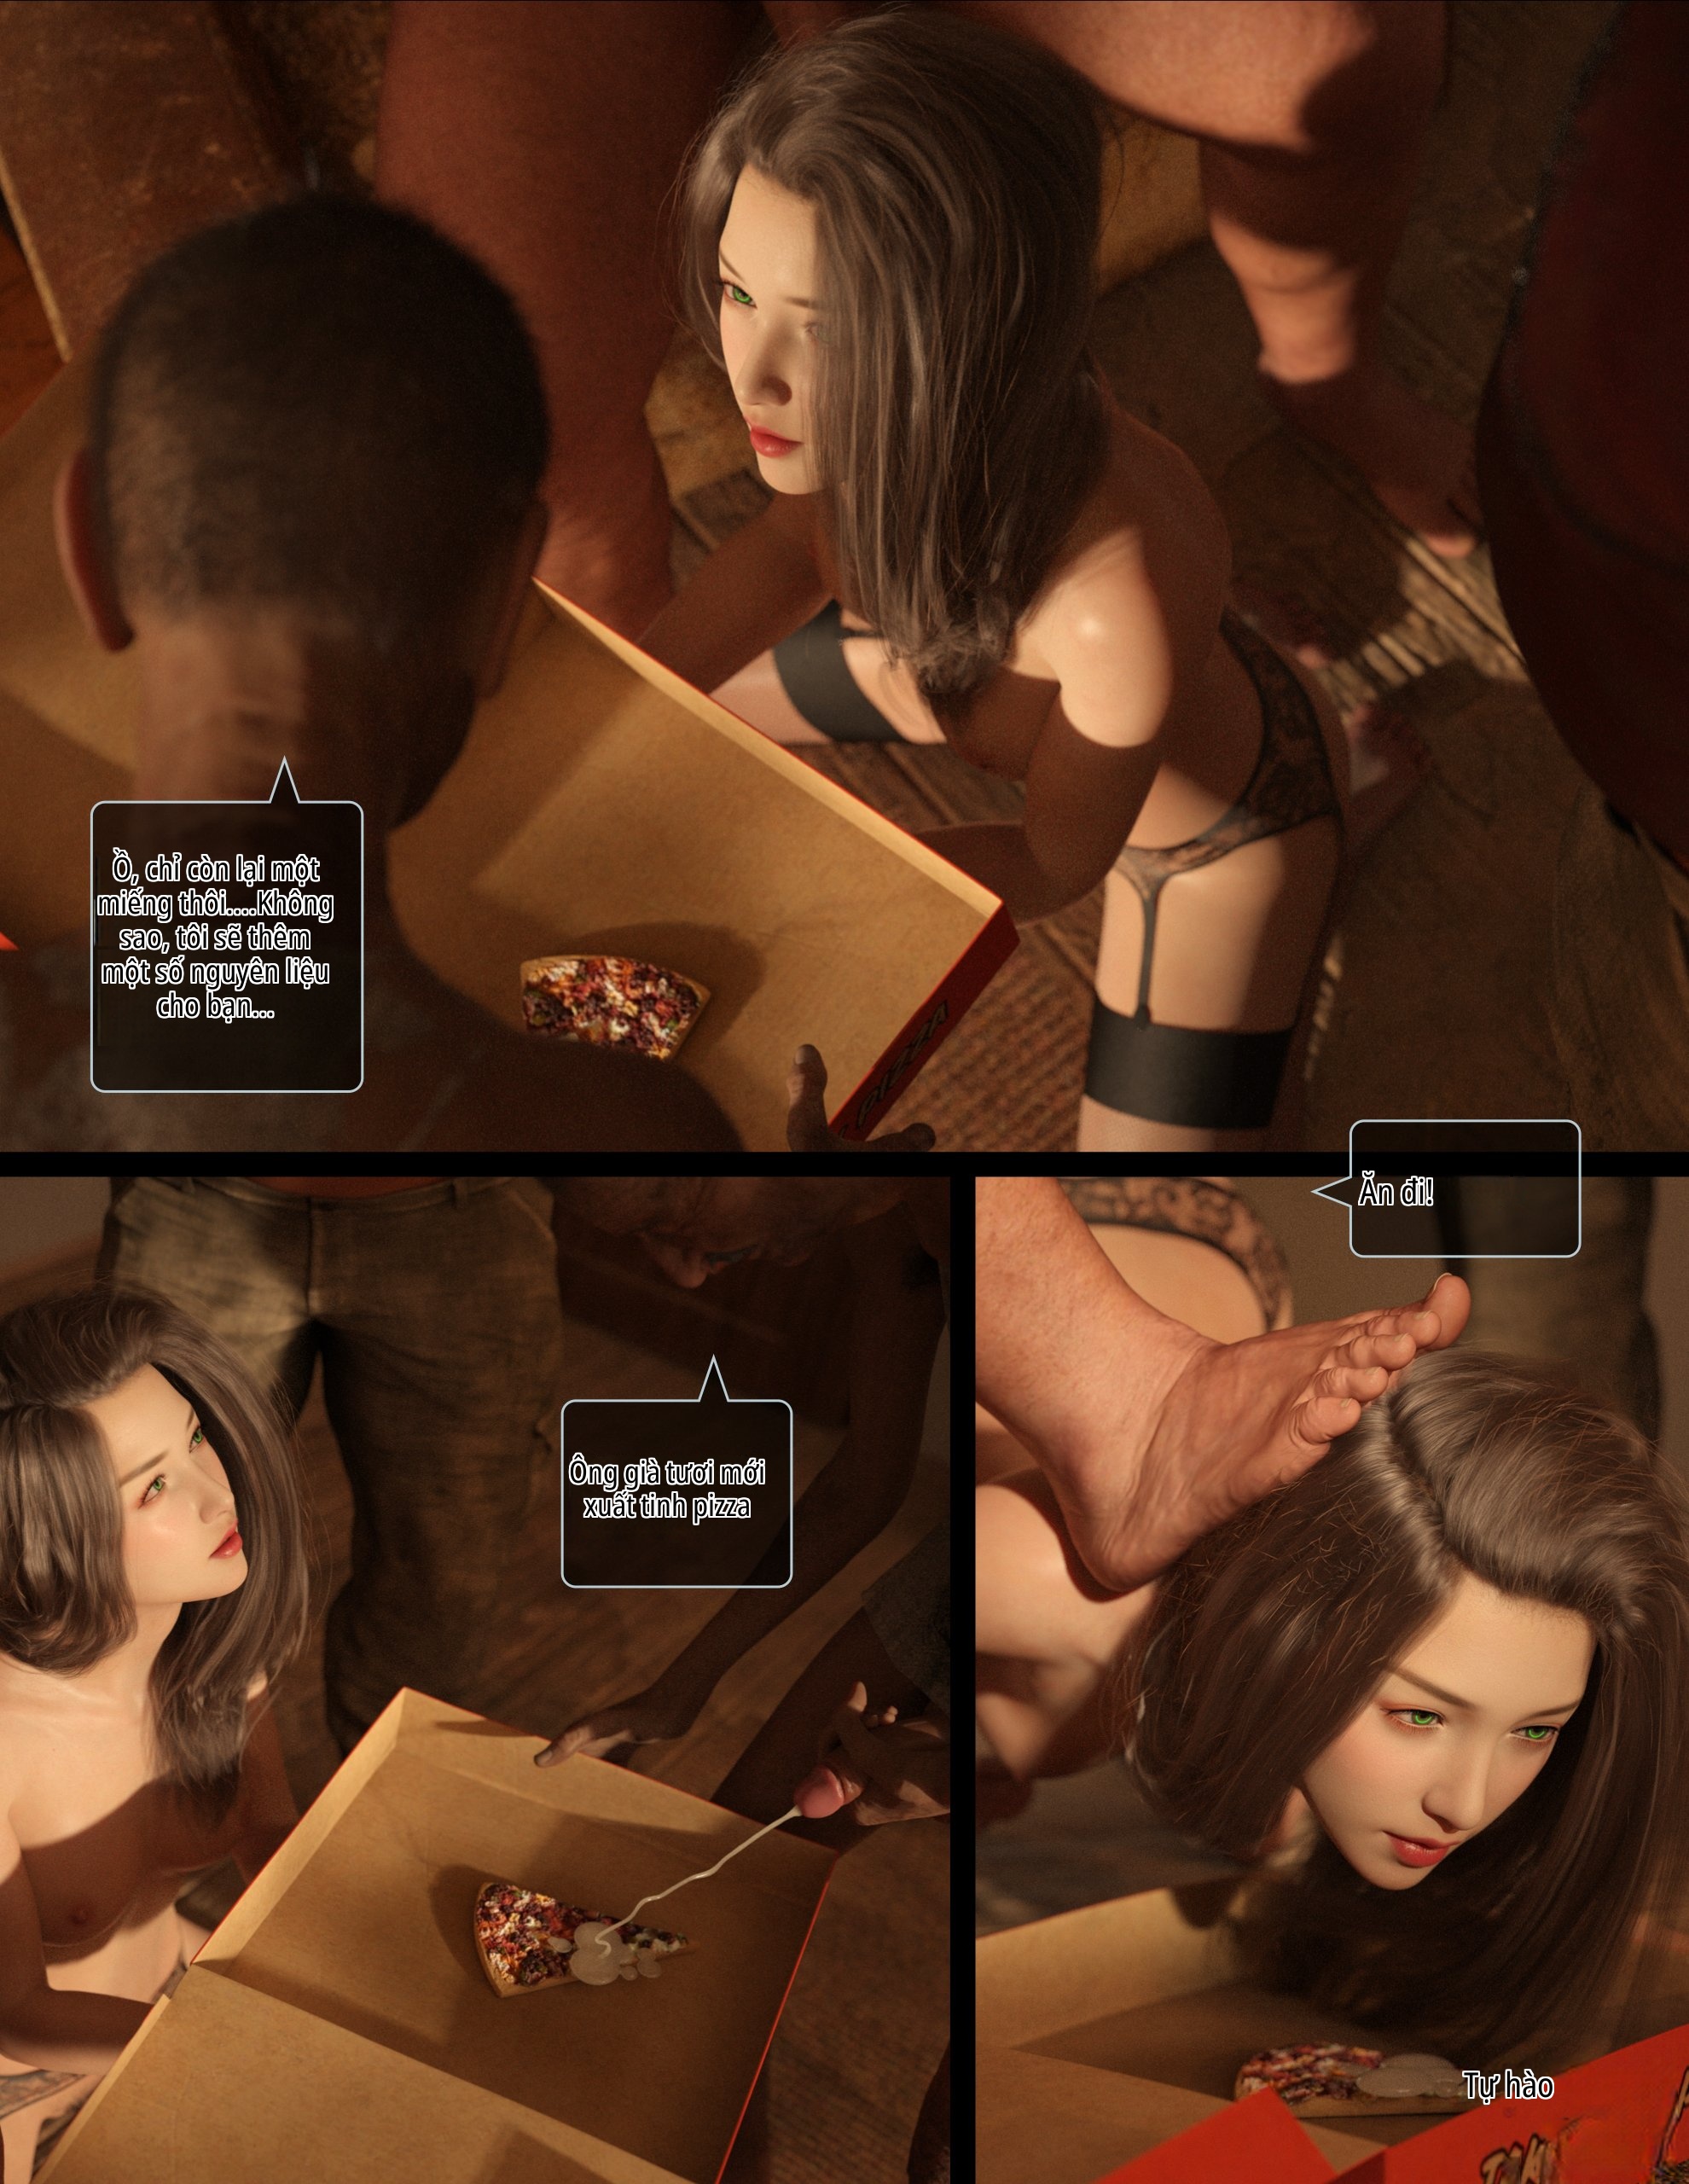 Ồ, chỉ còn lại một
miếng thôi....Không
sao, tôi sẽ thêm
một số nguyên liệu
cho bạn...
PIZZA
Ăn đi!
Ông già tươi mới
xuất tinh pizza
Tự hào